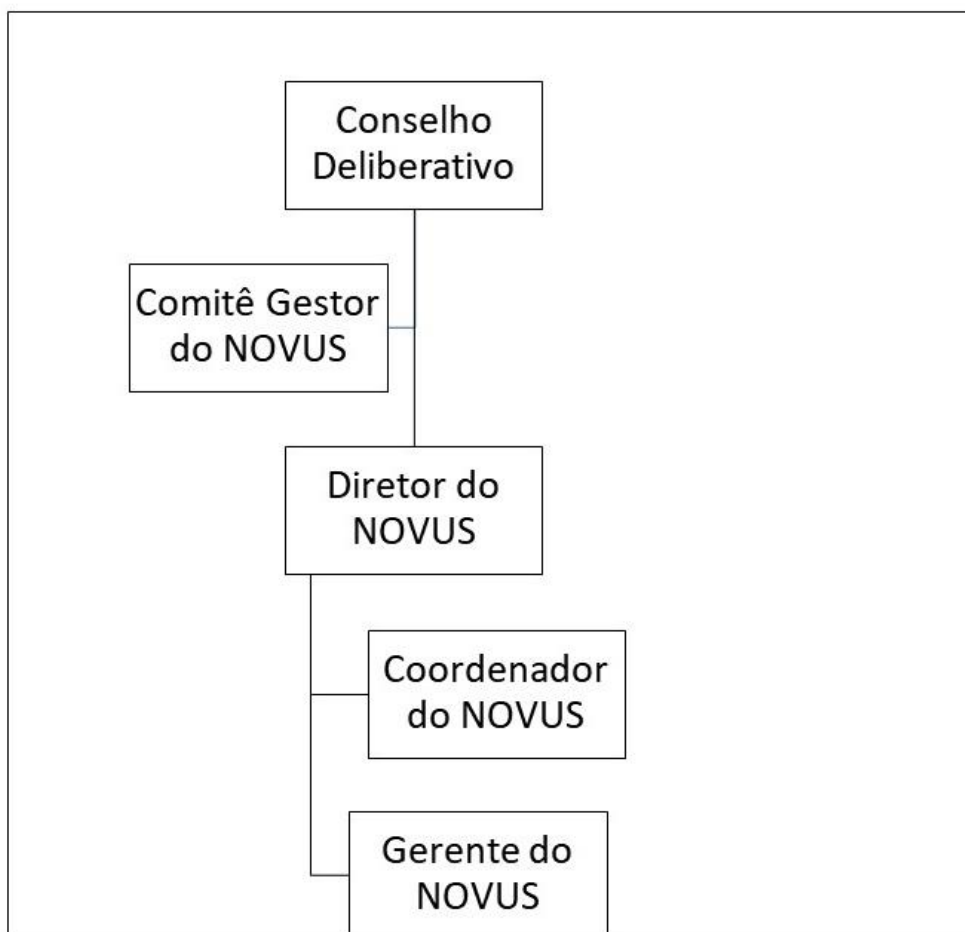 Conselho
Deliberativo
Comitê Gestor
do NOVUS
Diretor do
NOVUS
Coordenador
do NOVUS
Gerente do
NOVUS